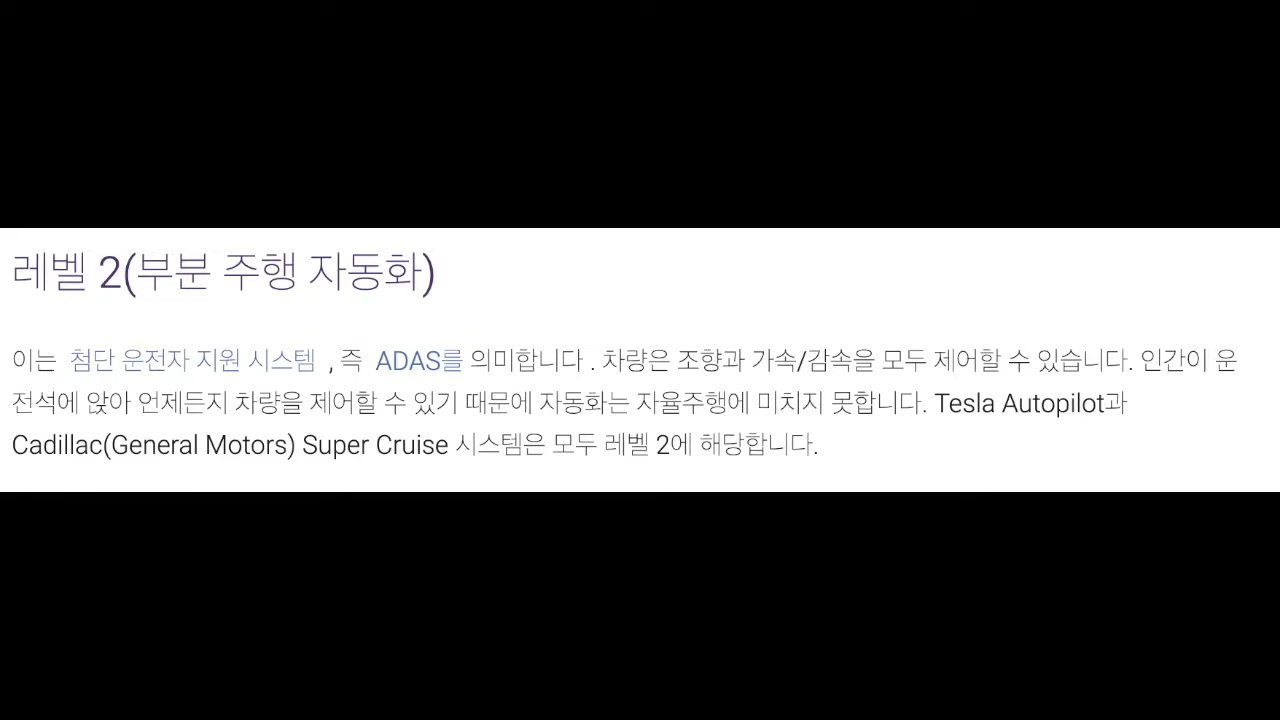 레벨 2(부분 주행 자동화)
이는 첨단 운전자 지원 시스템 , 즉 ADAS를 의미합니다 . 차량은 조향과 가속/감속을 모두 제어할 수 있습니다. 인간이 운
전석에 앉아 언제든지 차량을 제어할 수 있기 때문에 자동화는 자율주행에 미치지 못합니다. Tesla Autopilot과
Cadillac(General Motors) Super Cruise 시스템은 모두 레벨 2에 해당합니다.